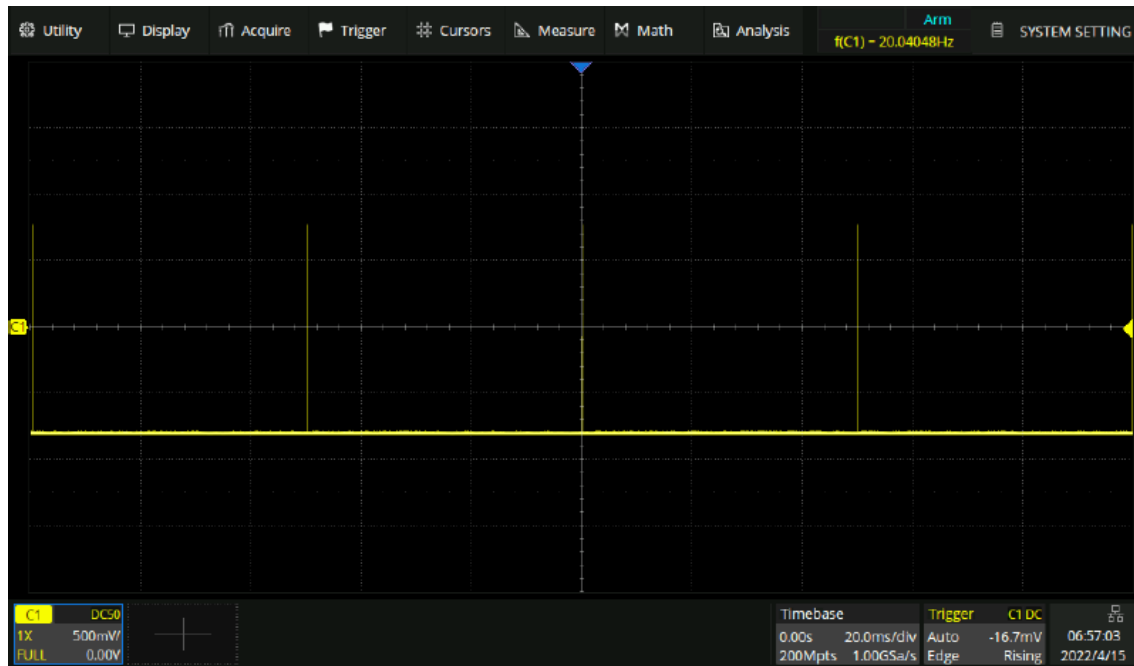 Utility Display Acquire Trigger Cursors Measure Math Analysis
Arm
f(C1) = 20.04048Hz
SYSTEM SETTING
C1
C1 DC50
1X 500mV/
FULL 0.00V
Timebase
0.00s 20.0ms/div
200Mpts 1.00GSa/s
Trigger C1 DC
Auto -16.7mV
Edge Rising
06:57:03
2022/4/15